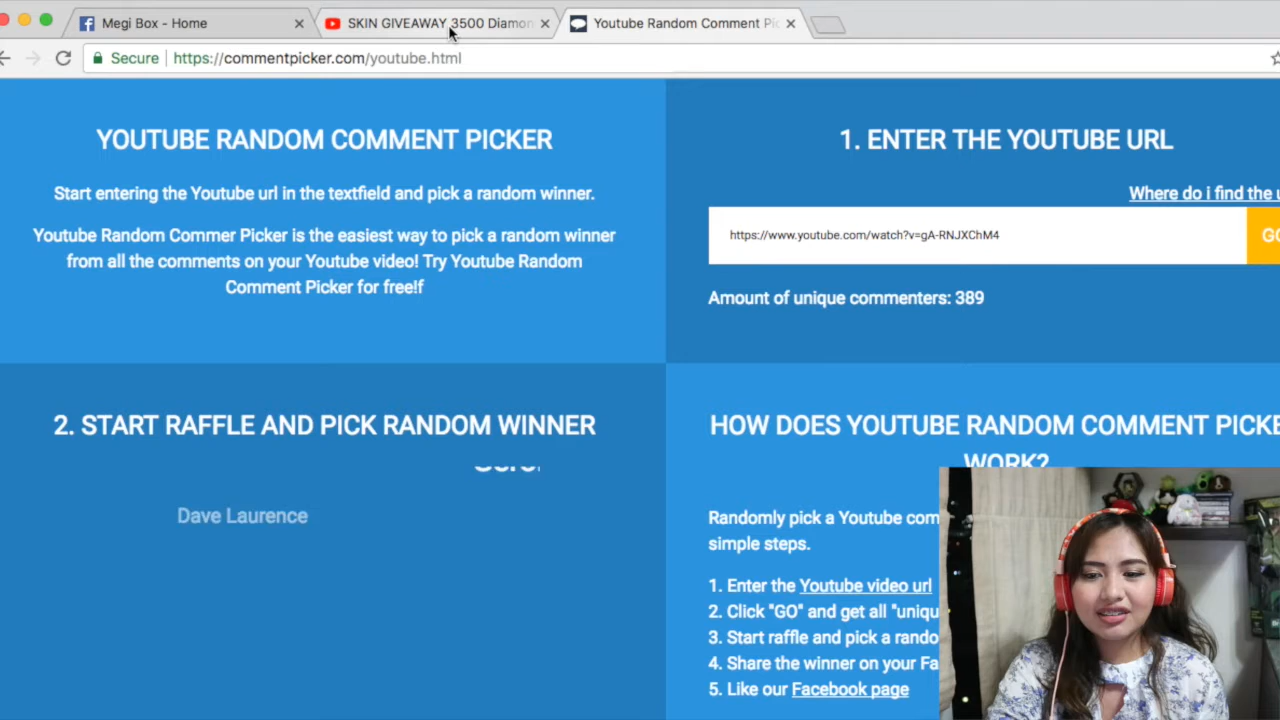 Megi Box - Home
SKIN GIVEAWAY 3500 Diamon
Youtube Random Comment Pic
Secure
https://commentpicker.com/youtube.html
YOUTUBE RANDOM COMMENT PICKER
Start entering the Youtube url in the textfield and pick a random winner.
Youtube Random Commer Picker is the easiest way to pick a random winner
from all the comments on your Youtube video! Try Youtube Random
Comment Picker for free!f
1. ENTER THE YOUTUBE URL
Where do i find the u
https://www.youtube.com/watch?v=gA-RNJXChM4
GO
Amount of unique commenters: 389
2. START RAFFLE AND PICK RANDOM WINNER
Dave Laurence
HOW DOES YOUTUBE RANDOM COMMENT PICKE
WORK?
Randomly pick a Youtube com
simple steps.
1. Enter the Youtube video url
2. Click "GO" and get all "uniqu
3. Start raffle and pick a rando
4. Share the winner on your Fa
5. Like our Facebook page